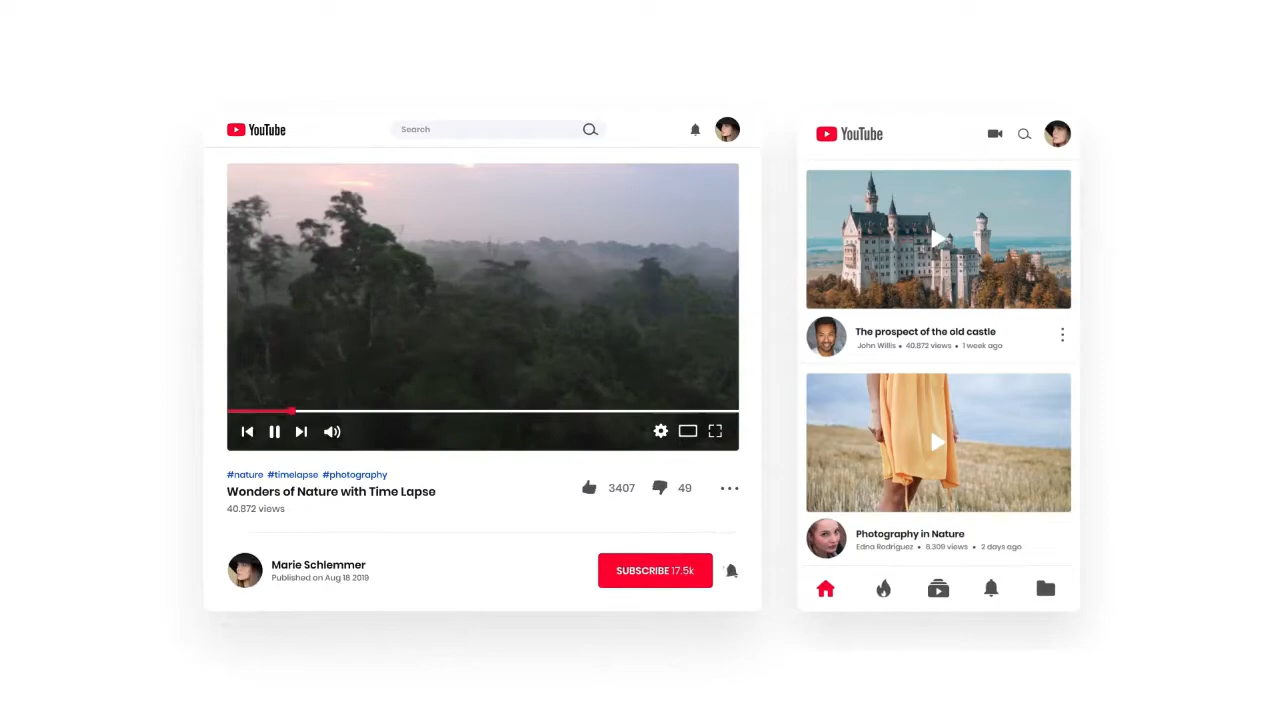 YouTube
Search
#nature #timelapse #photography
Wonders of Nature with Time Lapse
40.872 views
3407
49
Marie Schlemmer
Published on Aug 18 2019
SUBSCRIBE 17.5k
YouTube
The prospect of the old castle
John Willis • 40.872 views • 1 week ago
Photography in Nature
Edna Rodriguez • 8.309 views • 2 days ago